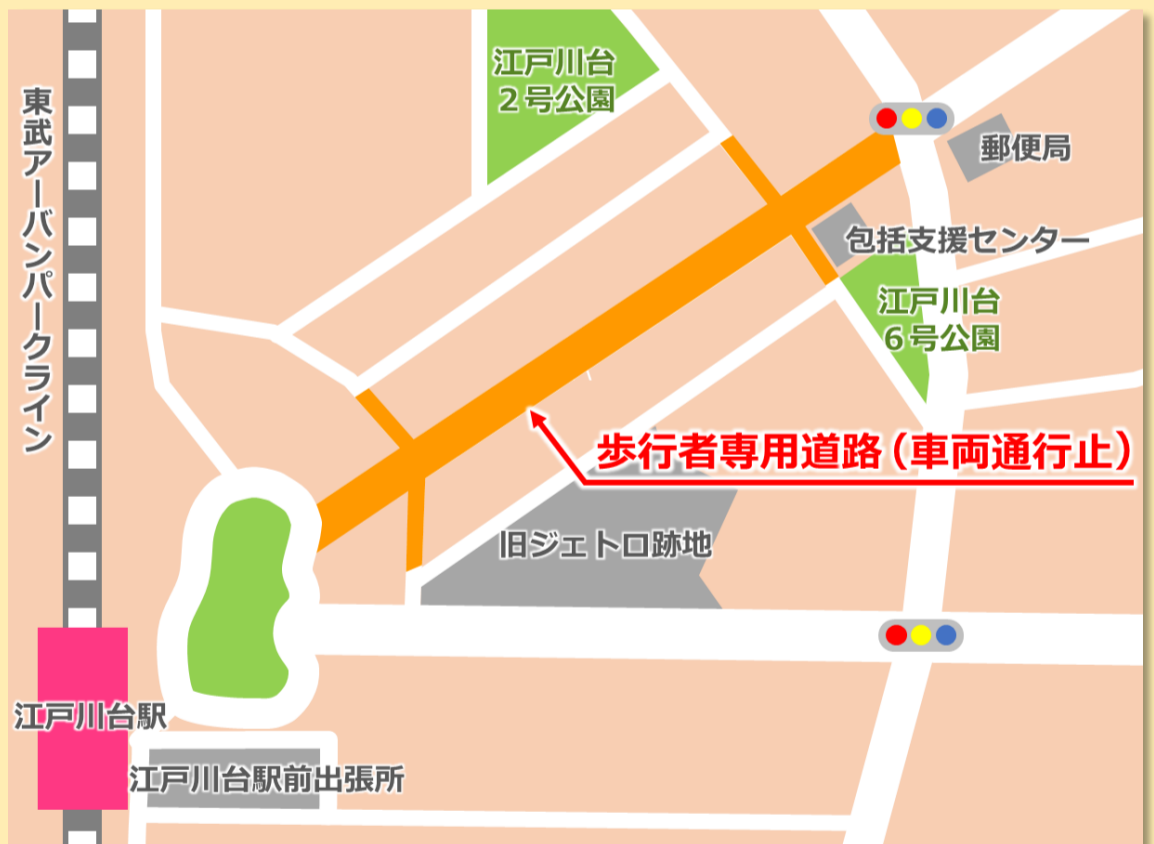 東武アーバンパークライン
江戸川台
２号公園
郵便局
包括支援センター
江戸川台
６号公園
歩行者専用道路（車両通行止）
旧ジェトロ跡地
江戸川台駅
江戸川台駅前出張所